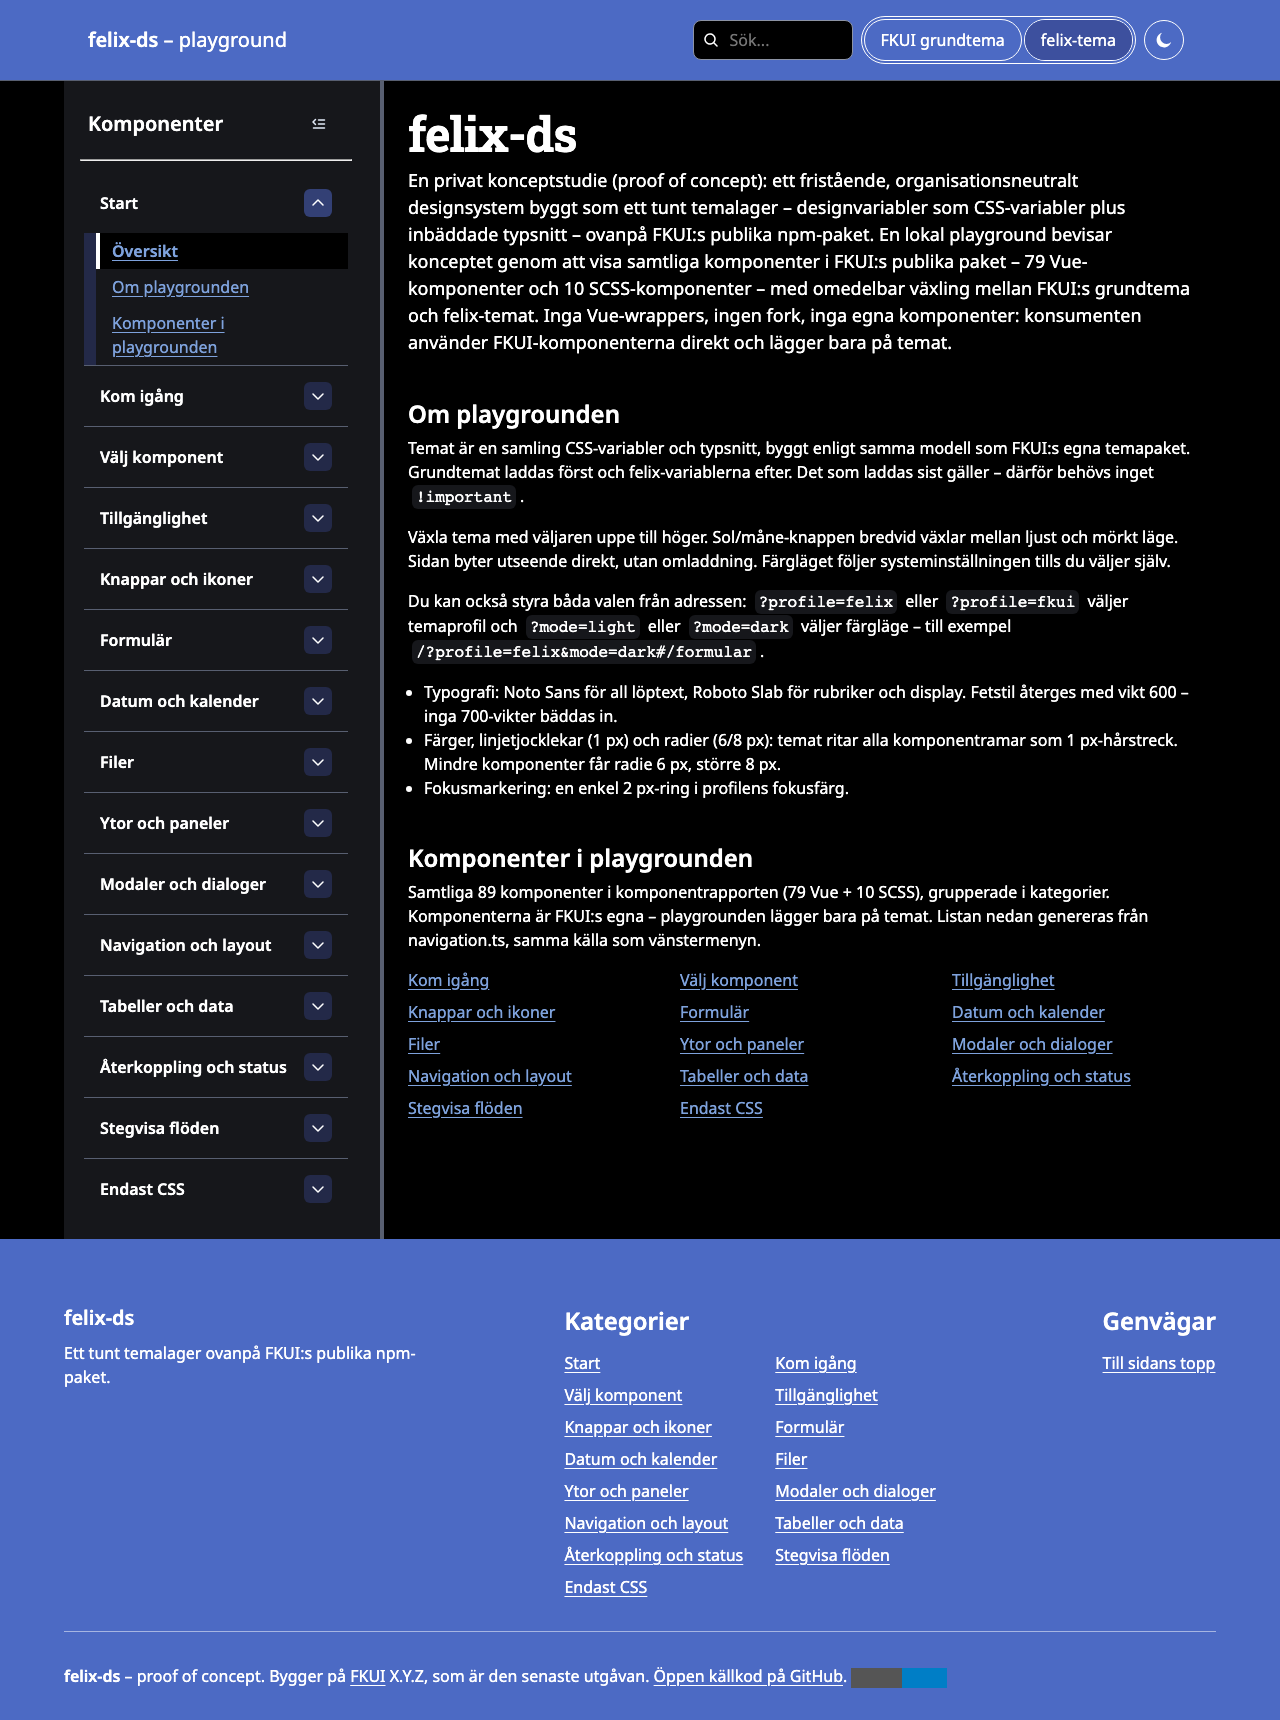 felix-ds – playground
Sök...
FKUI grundtema
felix-tema
Komponenter
Start
Översikt
Om playgrounden
Komponenter i
playgrounden
Kom igång
Välj komponent
Tillgänglighet
Knappar och ikoner
Formulär
Datum och kalender
Filer
Ytor och paneler
Modaler och dialoger
Navigation och layout
Tabeller och data
Återkoppling och status
Stegvisa flöden
Endast CSS
felix-ds
En privat konceptstudie (proof of concept): ett fristående, organisationsneutralt
designsystem byggt som ett tunt temalager – designvariabler som CSS-variabler plus
inbäddade typsnitt – ovanpå FKUI:s publika npm-paket. En lokal playground bevisar
konceptet genom att visa samtliga komponenter i FKUI:s publika paket – 79 Vue-
komponenter och 10 SCSS-komponenter – med omedelbar växling mellan FKUI:s grundtema
och felix-tema. Inga Vue-wrappers, ingen fork, inga egna komponenter: konsumenten
använder FKUI-komponenterna direkt och lägger bara på temat.
Om playgrounden
Temat är en samling CSS-variabler och typsnitt, byggt enligt samma modell som FKUI:s egna temapaket.
Grundtemat laddas först och felix-variablerna efter. Det som laddas sist gäller – därför behövs inget
!important .
Växla tema med väljaren uppe till höger. Sol/måne-knappen bredvid växlar mellan ljust och mörkt läge.
Sidan byter utseende direkt, utan omladdning. Färgläget följer systeminställningen tills du väljer själv.
Du kan också styra båda valen från adressen: ?profile=felix eller ?profile=fkui väljer
temaprofil och ?mode=light eller ?mode=dark väljer färgläge – till exempel
/?profile=felix&mode=dark#/formular .
Typografi: Noto Sans för all löptext, Roboto Slab för rubriker och display. Fetstil återges med vikt 600 –
inga 700-vikter bäddas in.
Färger, linjetjocklekar (1 px) och radier (6/8 px): temat ritar alla komponentramar som 1 px-hårstreck.
Mindre komponenter får radie 6 px, större 8 px.
Fokusmarkering: en enkel 2 px-ring i profilens fokusfärg.
Komponenter i playgrounden
Samtliga 89 komponenter i komponentrapporten (79 Vue + 10 SCSS), grupperade i kategorier.
Komponenterna är FKUI:s egna – playgrounden lägger bara på temat. Listan nedan genereras från
navigation.ts, samma källa som vänstermenyn.
Kom igång
Välj komponent
Tillgänglighet
Knappar och ikoner
Formulär
Datum och kalender
Filer
Ytor och paneler
Modaler och dialoger
Navigation och layout
Tabeller och data
Återkoppling och status
Stegvisa flöden
Endast CSS
felix-ds
Ett tunt temalager ovanpå FKUI:s publika npm-
paket.
Kategorier
Start
Kom igång
Välj komponent
Tillgänglighet
Knappar och ikoner
Formulär
Datum och kalender
Filer
Ytor och paneler
Modaler och dialoger
Navigation och layout
Tabeller och data
Återkoppling och status
Stegvisa flöden
Endast CSS
Genvägar
Till sidans topp
felix-ds – proof of concept. Bygger på FKUI X.Y.Z, som är den senaste utgåvan. Öppen källkod på GitHub.